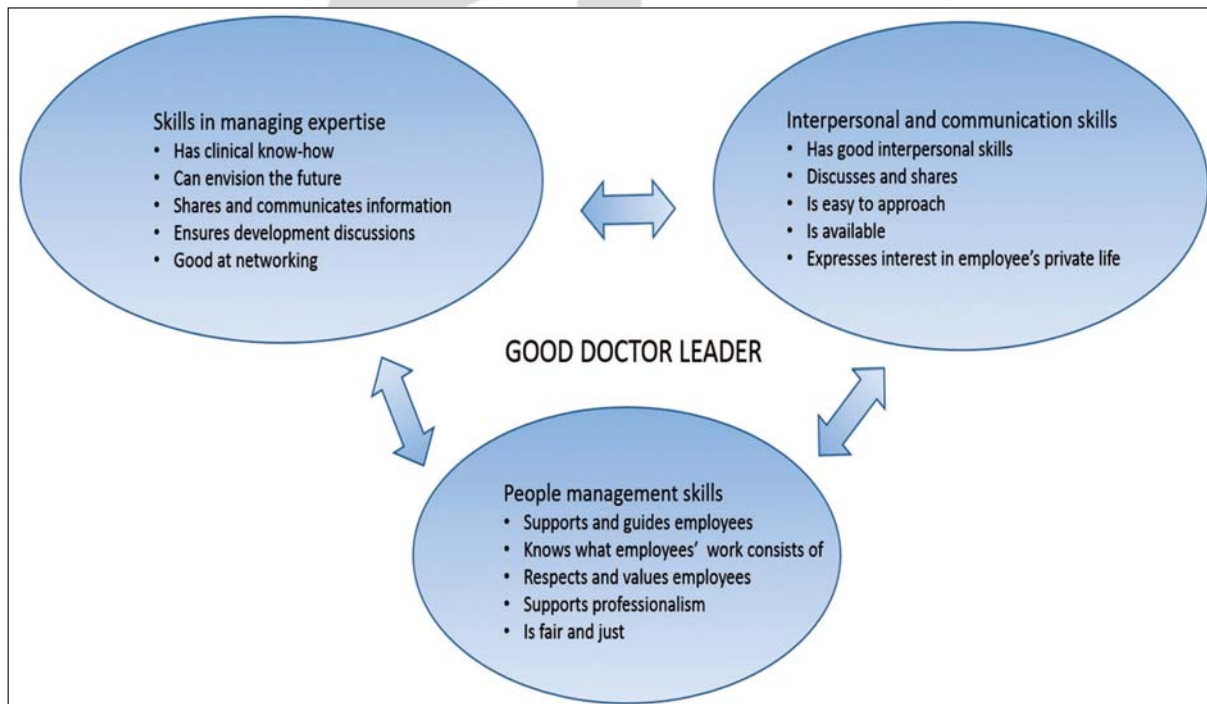 Skills in managing expertise
• Has clinical know-how
• Can envision the future
• Shares and communicates information
• Ensures development discussions
• Good at networking
Interpersonal and communication skills
• Has good interpersonal skills
• Discusses and shares
• Is easy to approach
• Is available
• Expresses interest in employee's private life
GOOD DOCTOR LEADER
People management skills
• Supports and guides employees
• Knows what employees' work consists of
• Respects and values employees
• Supports professionalism
• Is fair and just